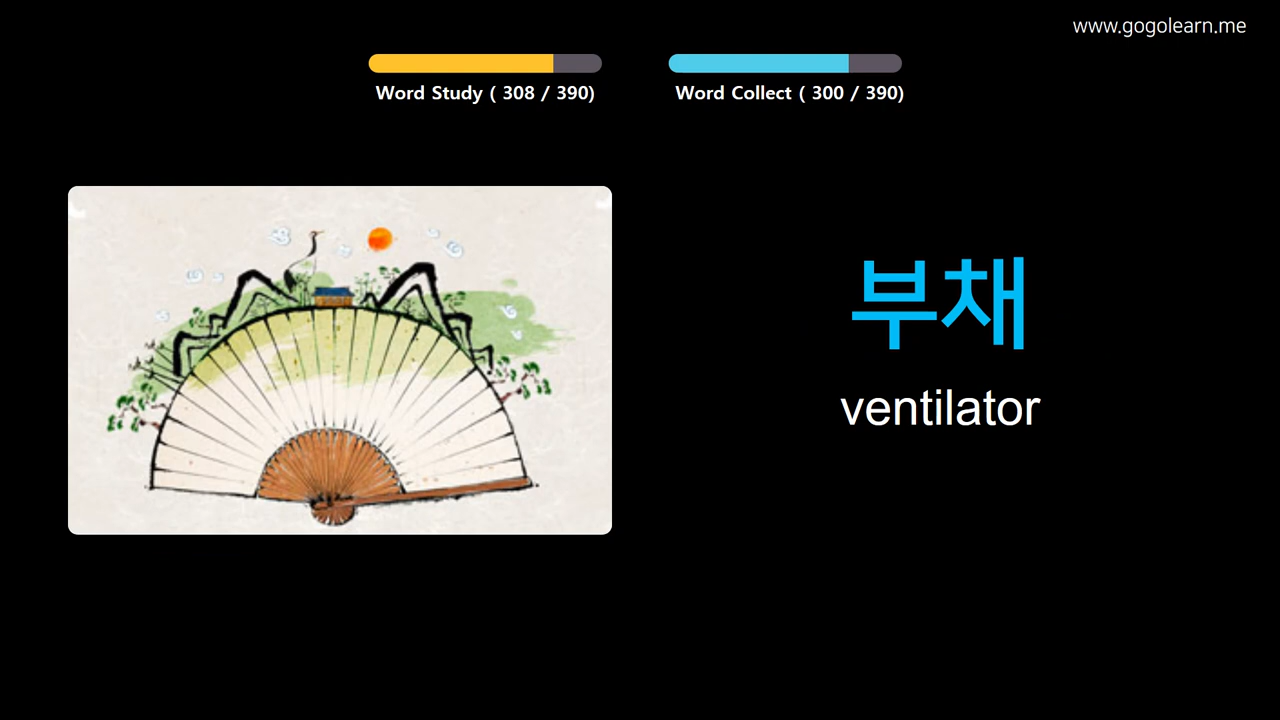 www.gogolearn.me
Word Study ( 308 / 390)
Word Collect ( 300 / 390)
부채
ventilator